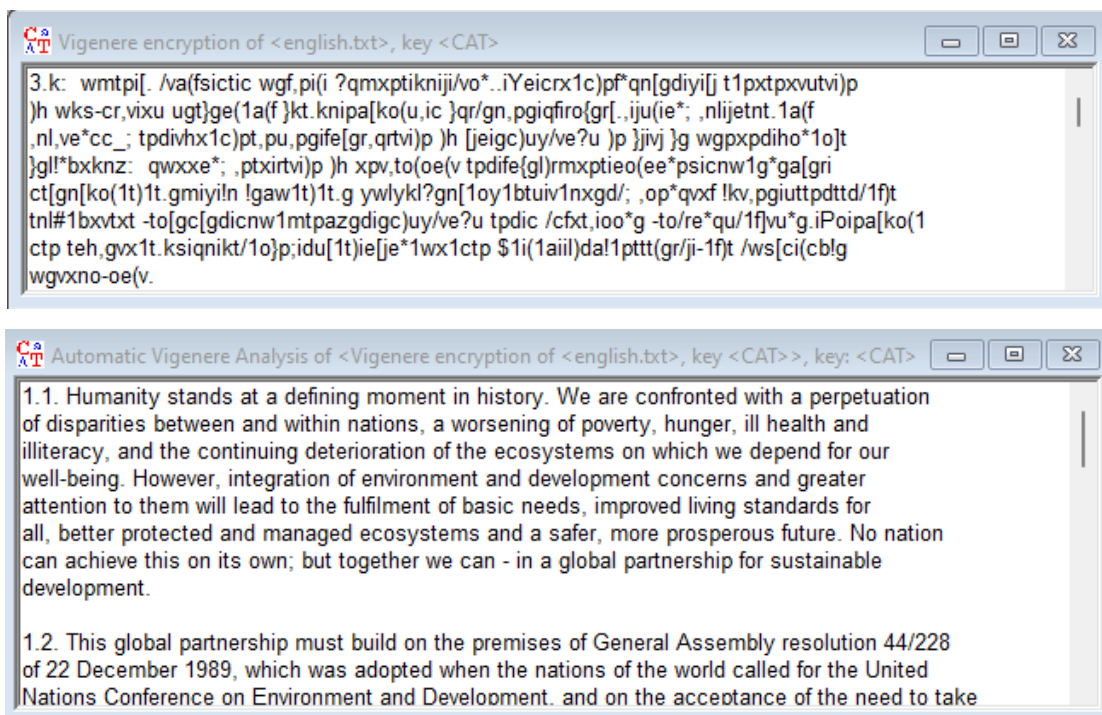 Vigenere encryption of <english.txt>, key <CAT>
3.k:  wmtpi[. /va(fsictic wgf,pi(i ?qmxptikniji/vo*..iYeicrx1c)pf*qn[gdiyi[j t1pxtpxvutvi)p
)h wks-cr,vixu ugt}ge(1a(f }kt.knipa[ko(u,ic }qr/gn,pgiqfiro{gr[.,iju(ie*; ,nlijetnt.1a(f
,nl,ve*cc_; tpdivhx1c)pt,pu,pgife[gr,qrtvi)p )h [jeigc)uy/ve?u )p }jivj }g wgpxpdiho*1o]t
}gl!*bxknz:  qwxxe*; ,ptxirtvi)p )h xpv,to(oe(v tpdife{gl)rmxptieo(ee*psicnw1g*ga[gri
ct[gn[ko(1t)1t.gmiyi!n !gaw1t)1t.g ywlykl?gn[1oy1btuiv1nxgd/; ,op*qvxf !kv,pgiuttpdttd/1f)t
tnl#1bxvtxt -to[gc[gdicnw1mtpazgdigc)uy/ve?u tpdic /cfxt,ioo*g -to/re*qu/1f]vu*g.iPoipa[ko(1
ctp teh,gvx1t.ksiqnikt/1o}p;idu[1t)ie[je*1wx1ctp $1i(1aiil)da!1pttt(gr/ji-1f)t /ws[ci(cb!g
wgvxno-oe(v.
Automatic Vigenere Analysis of <Vigenere encryption of <english.txt>, key <CAT>>, key: <CAT>
1.1. Humanity stands at a defining moment in history. We are confronted with a perpetuation
of disparities between and within nations, a worsening of poverty, hunger, ill health and
illiteracy, and the continuing deterioration of the ecosystems on which we depend for our
well-being. However, integration of environment and development concerns and greater
attention to them will lead to the fulfilment of basic needs, improved living standards for
all, better protected and managed ecosystems and a safer, more prosperous future. No nation
can achieve this on its own; but together we can - in a global partnership for sustainable
development.
1.2. This global partnership must build on the premises of General Assembly resolution 44/228
of 22 December 1989, which was adopted when the nations of the world called for the United
Nations Conference on Environment and Development, and on the acceptance of the need to take